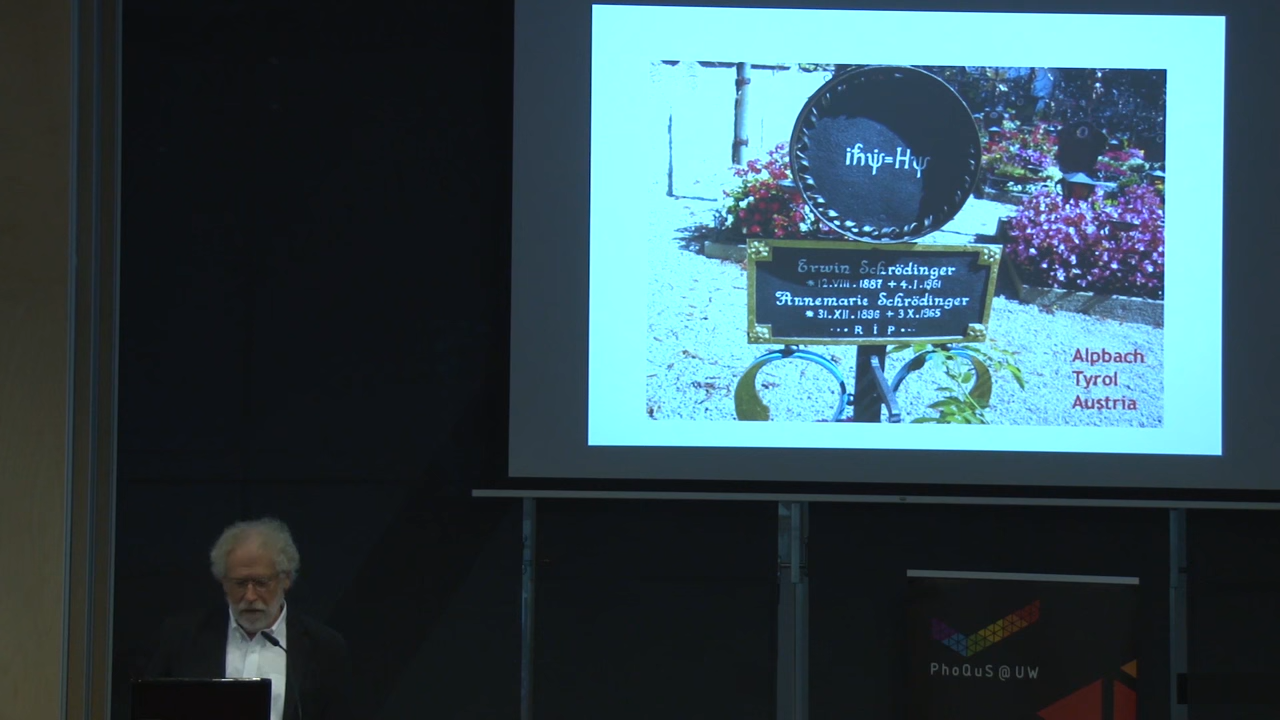 iħψ̇=Hψ
Erwin Schrödinger
* 12.VIII.1887 + 4.I.1961
Annemarie Schrödinger
* 31.XII.1896 + 3 X.1965
···R I P···
Alpbach
Tyrol
Austria
PhoQuS@UW